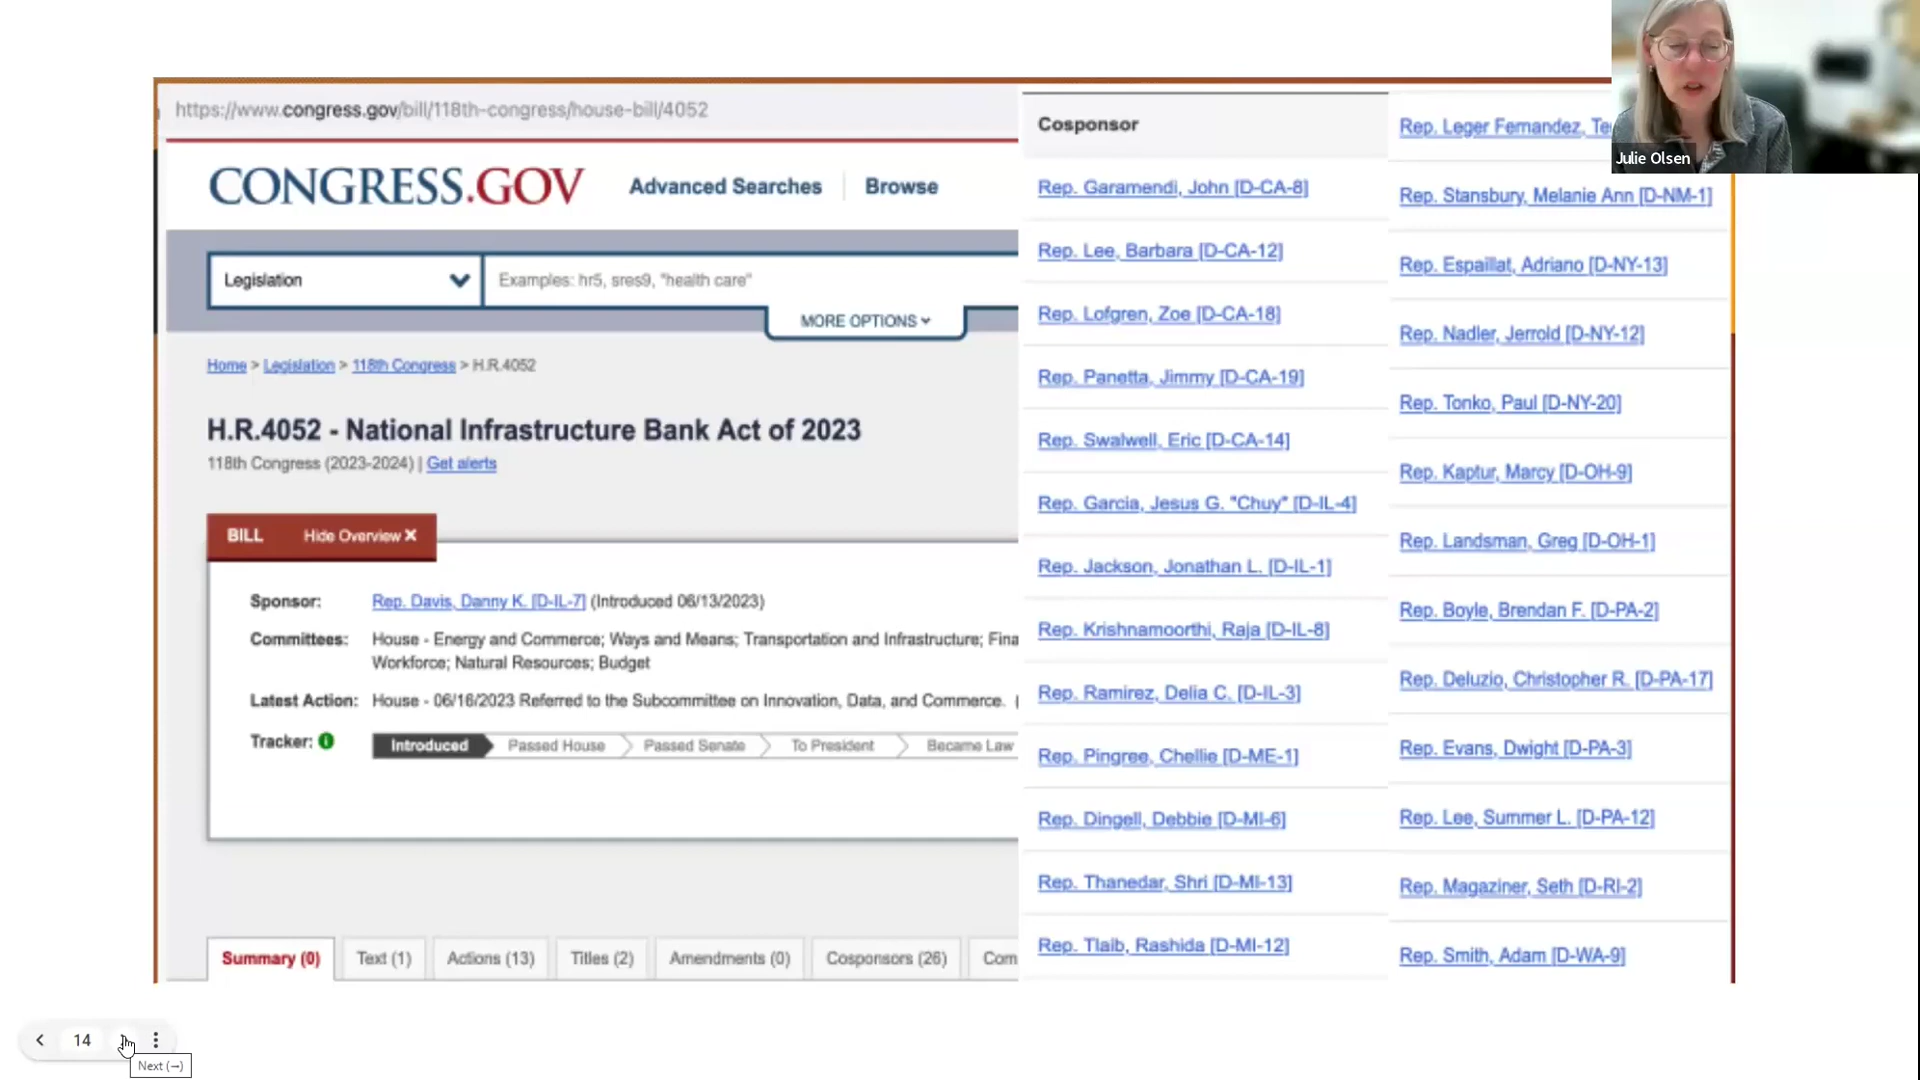 https://www.congress.gov/bill/118th-congress/house-bill/4052
CONGRESS.GOV
Advanced Searches
Browse
Legislation
Examples: hr5, sres9, "health care"
MORE OPTIONS
Home > Legislation > 118th Congress > H.R.4052
H.R.4052 - National Infrastructure Bank Act of 2023
118th Congress (2023-2024) | Get alerts
BILL
Hide Overview X
Sponsor: Rep. Davis, Danny K. [D-IL-7] (Introduced 06/13/2023)
Committees: House - Energy and Commerce; Ways and Means; Transportation and Infrastructure; Fina
Workforce; Natural Resources; Budget
Latest Action: House - 06/16/2023 Referred to the Subcommittee on Innovation, Data, and Commerce. (
Tracker: Introduced Passed House Passed Senate To President Became Law
Summary (0) Text (1) Actions (13) Titles (2) Amendments (0) Cosponsors (26) Com
Cosponsor
Rep. Garamendi, John [D-CA-8]
Rep. Lee, Barbara [D-CA-12]
Rep. Lofgren, Zoe [D-CA-18]
Rep. Panetta, Jimmy [D-CA-19]
Rep. Swalwell, Eric [D-CA-14]
Rep. Garcia, Jesus G. "Chuy" [D-IL-4]
Rep. Jackson, Jonathan L. [D-IL-1]
Rep. Krishnamoorthi, Raja [D-IL-8]
Rep. Ramirez, Delia C. [D-IL-3]
Rep. Pingree, Chellie [D-ME-1]
Rep. Dingell, Debbie [D-MI-6]
Rep. Thanedar, Shri [D-MI-13]
Rep. Tlaib, Rashida [D-MI-12]
Rep. Leger Fernandez, Te
Rep. Stansbury, Melanie Ann [D-NM-1]
Rep. Espaillat, Adriano [D-NY-13]
Rep. Nadler, Jerrold [D-NY-12]
Rep. Tonko, Paul [D-NY-20]
Rep. Kaptur, Marcy [D-OH-9]
Rep. Landsman, Greg [D-OH-1]
Rep. Boyle, Brendan F. [D-PA-2]
Rep. Deluzio, Christopher R. [D-PA-17]
Rep. Evans, Dwight [D-PA-3]
Rep. Lee, Summer L. [D-PA-12]
Rep. Magaziner, Seth [D-RI-2]
Rep. Smith, Adam [D-WA-9]
Julie Olsen
14
Next (→)